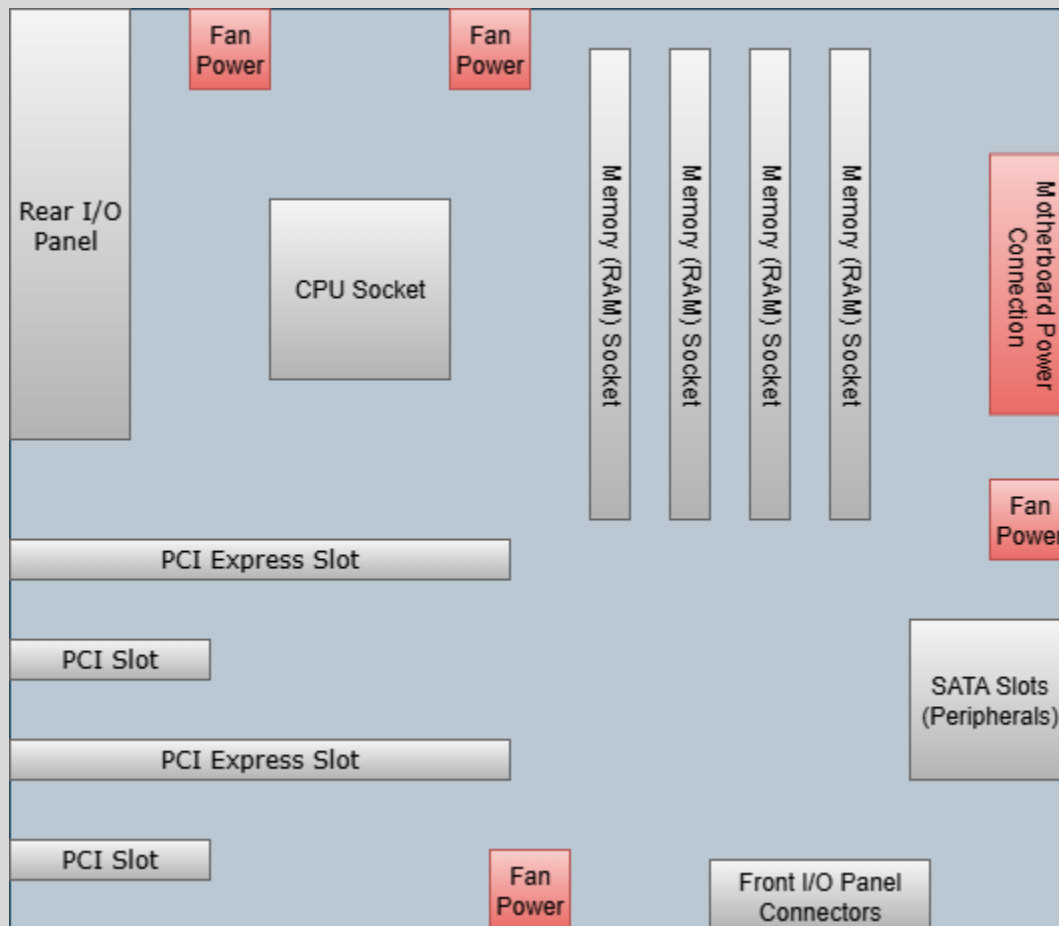 Fan
Power
Fan
Power
Rear I/O
Panel
CPU Socket
Memory (RAM) Socket
Memory (RAM) Socket
Memory (RAM) Socket
Memory (RAM) Socket
Motherboard Power
Connection
Fan
Power
PCI Express Slot
PCI Slot
SATA Slots
(Peripherals)
PCI Express Slot
PCI Slot
Fan
Power
Front I/O Panel
Connectors